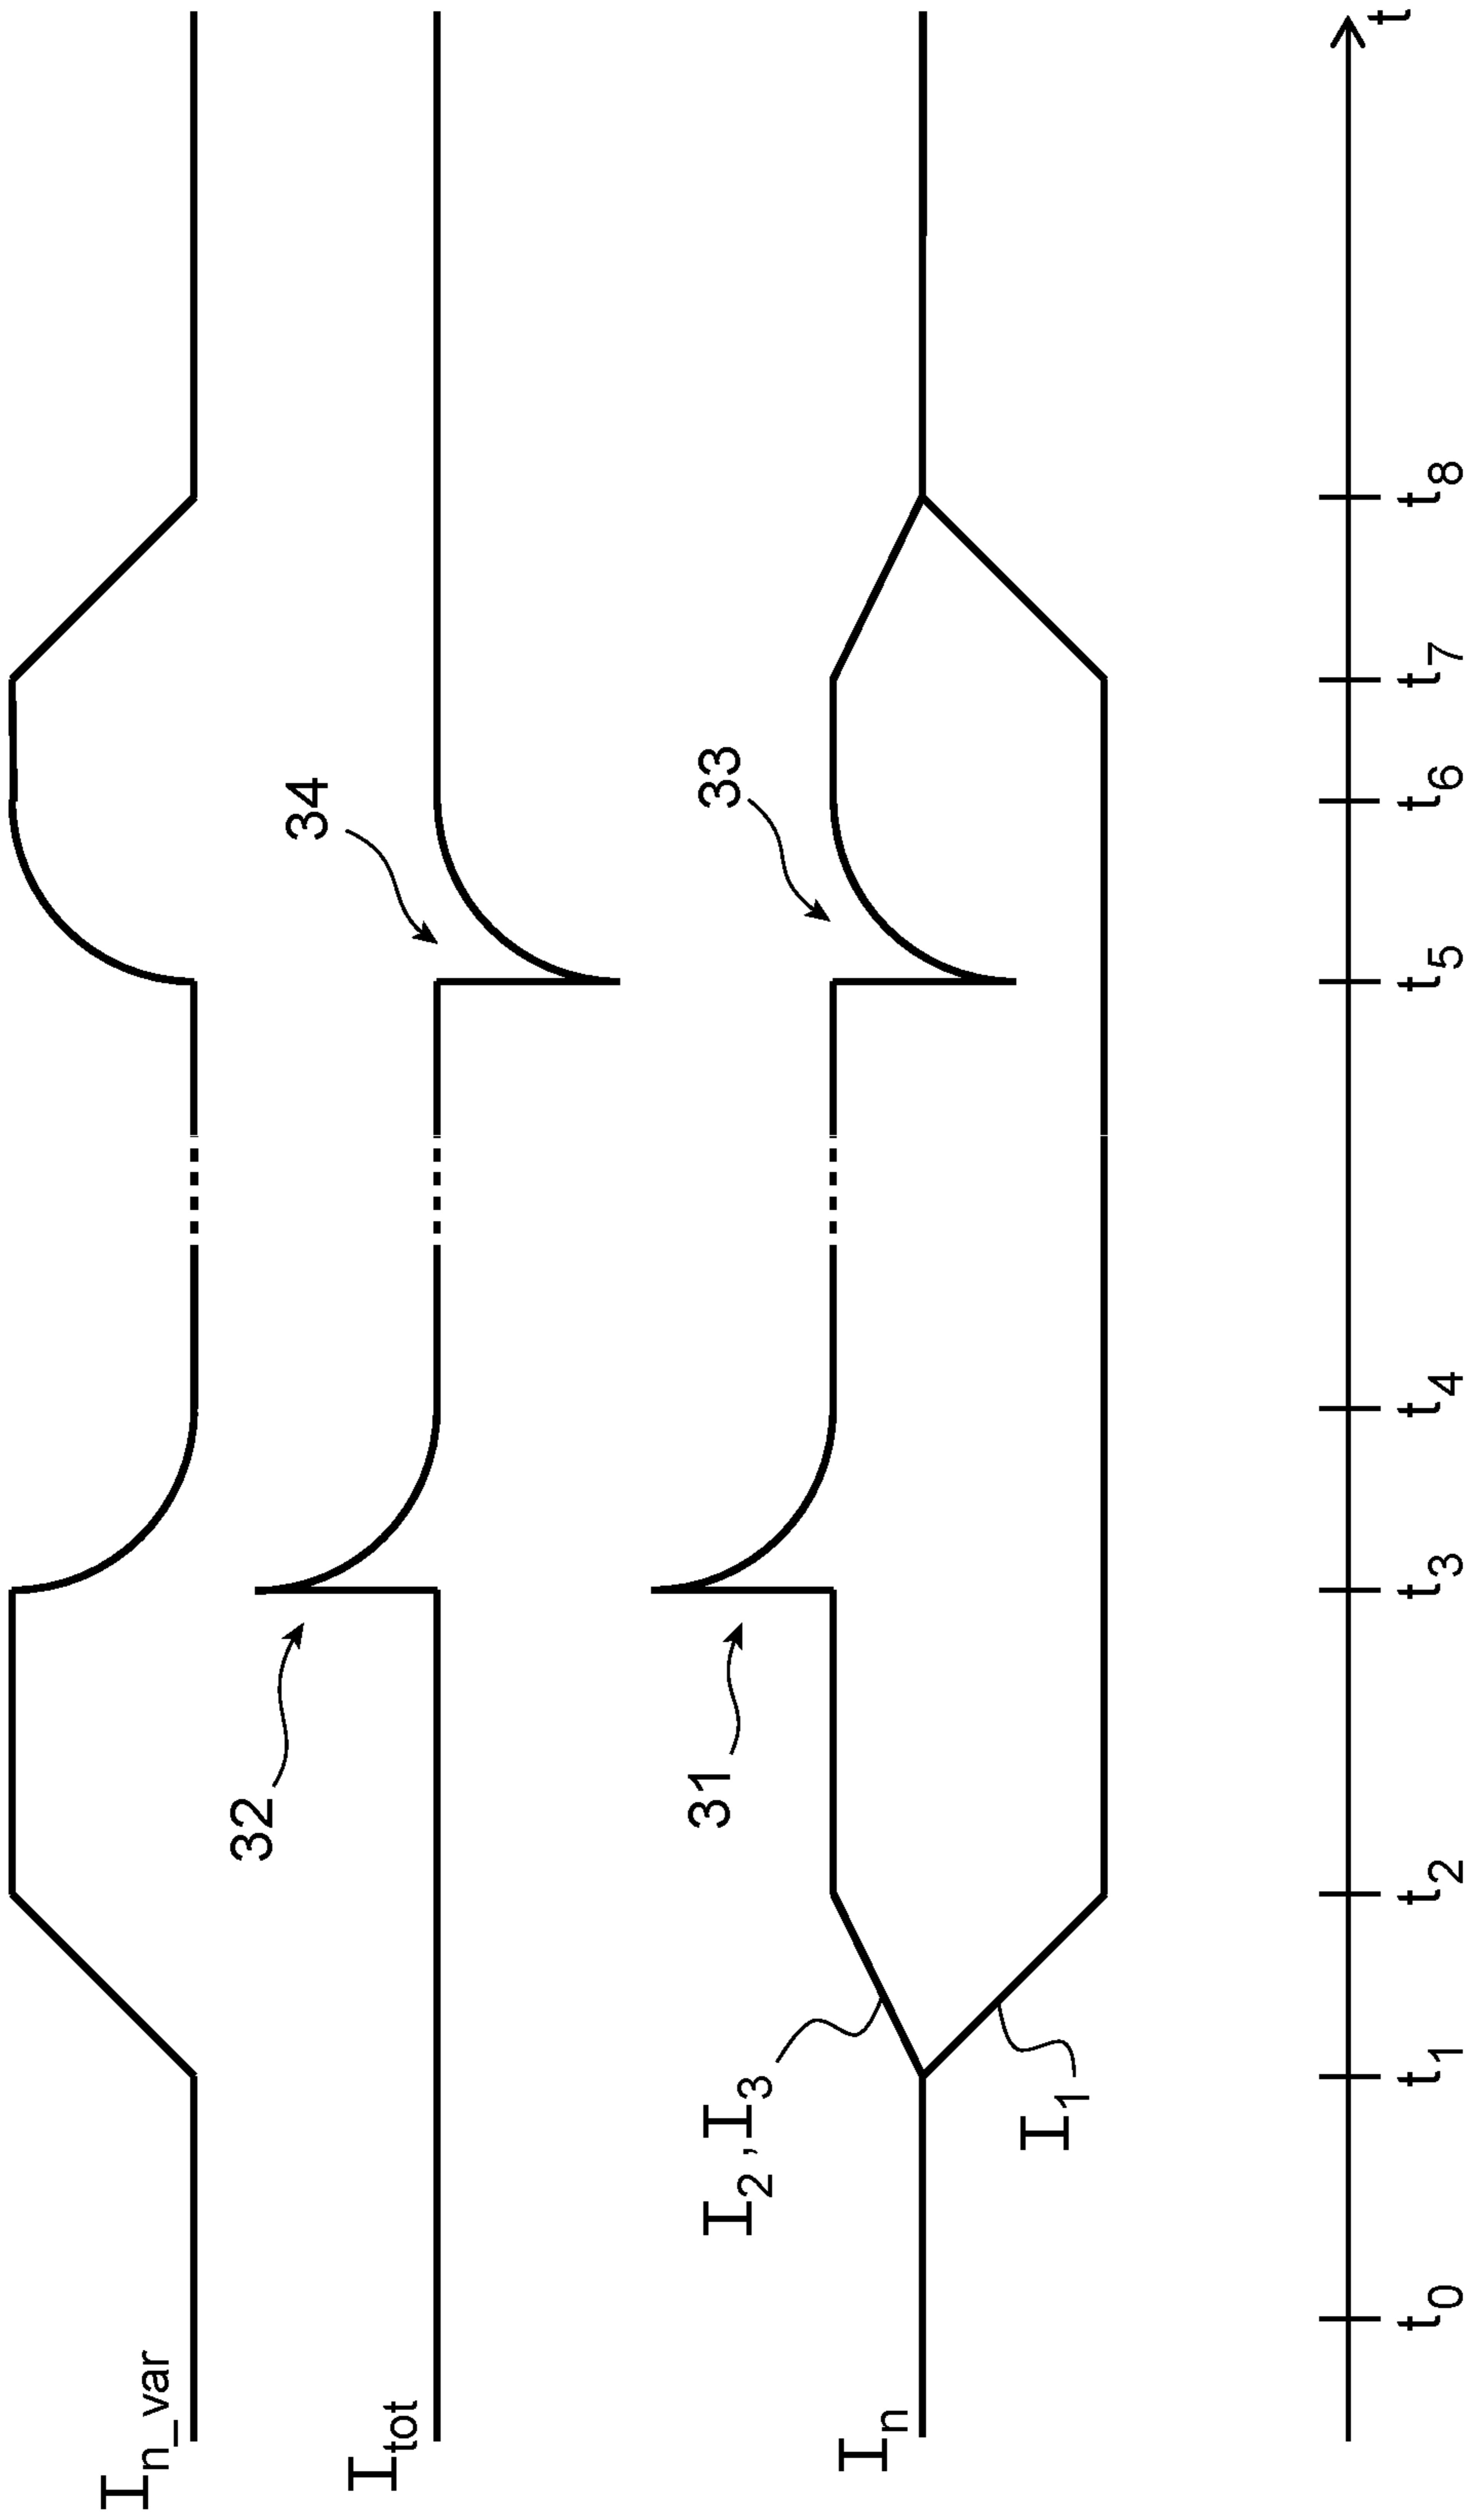 I_n_var
I_tot
I_n
32
34
31
33
I_2, I_3
I_1
t_0 t_1 t_2 t_3 t_4 t_5 t_6 t_7 t_8 t